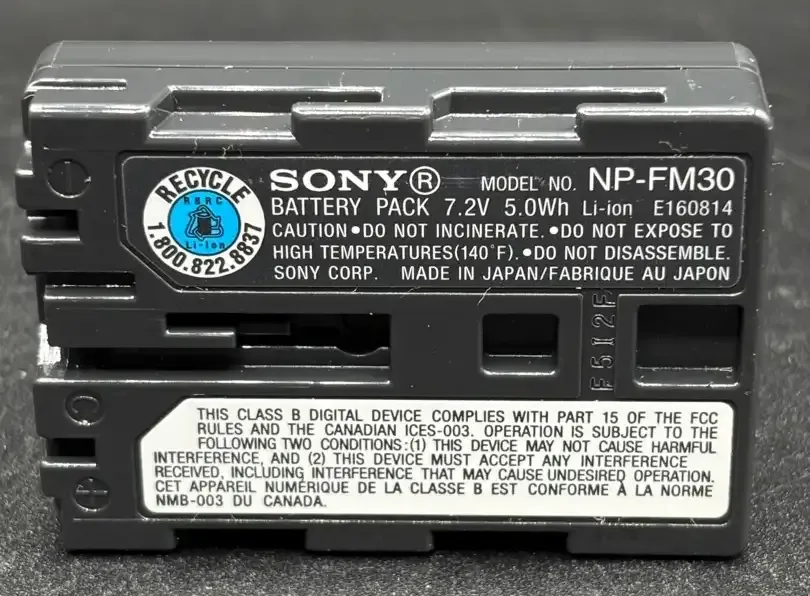 RECYCLE
RBRC
Li-Ion
1.800.822.8837
SONY® MODEL NO. NP-FM30
BATTERY PACK 7.2V 5.0Wh Li-ion E160814
CAUTION •DO NOT INCINERATE. •DO NOT EXPOSE TO
HIGH TEMPERATURES(140°F). •DO NOT DISASSEMBLE.
SONY CORP. MADE IN JAPAN/FABRIQUE AU JAPON
C
THIS CLASS B DIGITAL DEVICE COMPLIES WITH PART 15 OF THE FCC
RULES AND THE CANADIAN ICES-003. OPERATION IS SUBJECT TO THE
FOLLOWING TWO CONDITIONS:(1) THIS DEVICE MAY NOT CAUSE HARMFUL
INTERFERENCE, AND (2) THIS DEVICE MUST ACCEPT ANY INTERFERENCE
RECEIVED, INCLUDING INTERFERENCE THAT MAY CAUSE UNDESIRED OPERATION.
CET APPAREIL NUMÉRIQUE DE LA CLASSE B EST CONFORME À LA NORME
NMB-003 DU CANADA.